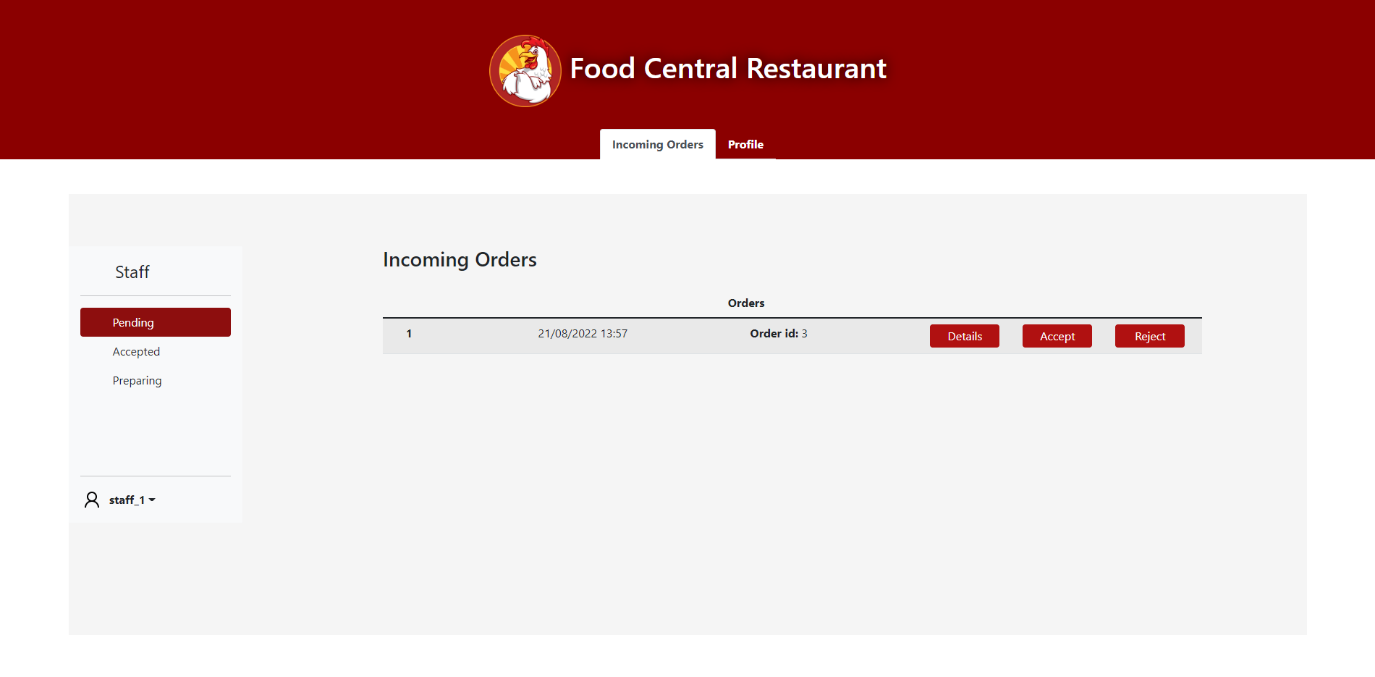 Food Central Restaurant
Incoming Orders Profile
Staff
Pending
Accepted
Preparing
staff_1
Incoming Orders
Orders
1 21/08/2022 13:57 Order id: 3 Details Accept Reject